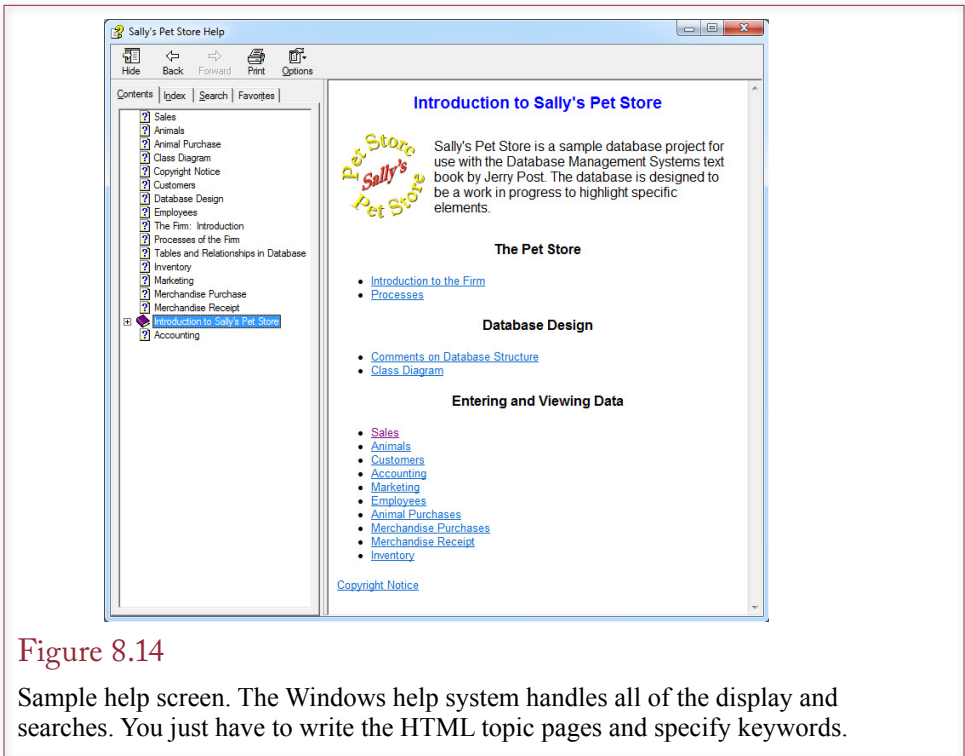 Sally's Pet Store Help
Hide Back Forward Print Options
Contents Index Search Favorites
Sales
Animals
Animal Purchase
Class Diagram
Copyright Notice
Customers
Database Design
Employees
The Firm: Introduction
Processes of the Firm
Tables and Relationships in Database
Inventory
Marketing
Merchandise Purchase
Merchandise Receipt
Introduction to Sally's Pet Store
Accounting
Introduction to Sally's Pet Store
Pet Store
Sally's
Pet Store
Sally's Pet Store is a sample database project for
use with the Database Management Systems text
book by Jerry Post. The database is designed to
be a work in progress to highlight specific
elements.
The Pet Store
Introduction to the Firm
Processes
Database Design
Comments on Database Structure
Class Diagram
Entering and Viewing Data
Sales
Animals
Customers
Accounting
Marketing
Employees
Animal Purchases
Merchandise Purchases
Merchandise Receipt
Inventory
Copyright Notice
Figure 8.14
Sample help screen. The Windows help system handles all of the display and
searches. You just have to write the HTML topic pages and specify keywords.